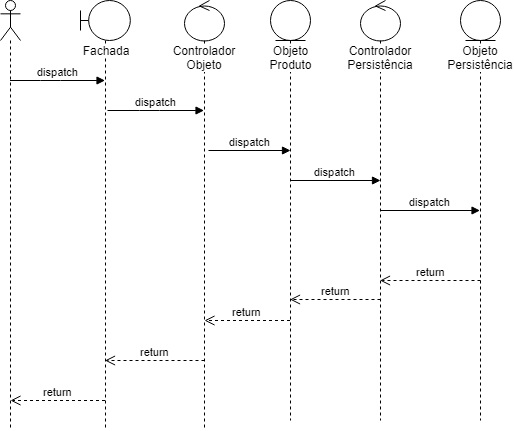 Fachada
Controlador
Objeto
Objeto
Produto
Controlador
Persistência
Objeto
Persistência
dispatch
dispatch
dispatch
dispatch
dispatch
return
return
return
return
return